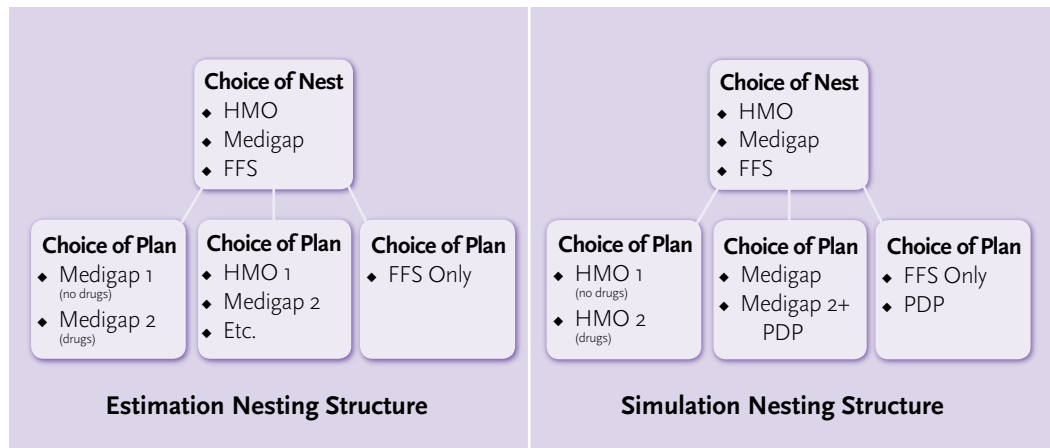 Choice of Nest
◆ HMO
◆ Medigap
◆ FFS
Choice of Plan
◆ Medigap 1
(no drugs)
◆ Medigap 2
(drugs)
Choice of Plan
◆ HMO 1
◆ Medigap 2
◆ Etc.
Choice of Plan
◆ FFS Only
Estimation Nesting Structure
Choice of Nest
◆ HMO
◆ Medigap
◆ FFS
Choice of Plan
◆ HMO 1
(no drugs)
◆ HMO 2
(drugs)
Choice of Plan
◆ Medigap
◆ Medigap 2+
PDP
Choice of Plan
◆ FFS Only
◆ PDP
Simulation Nesting Structure